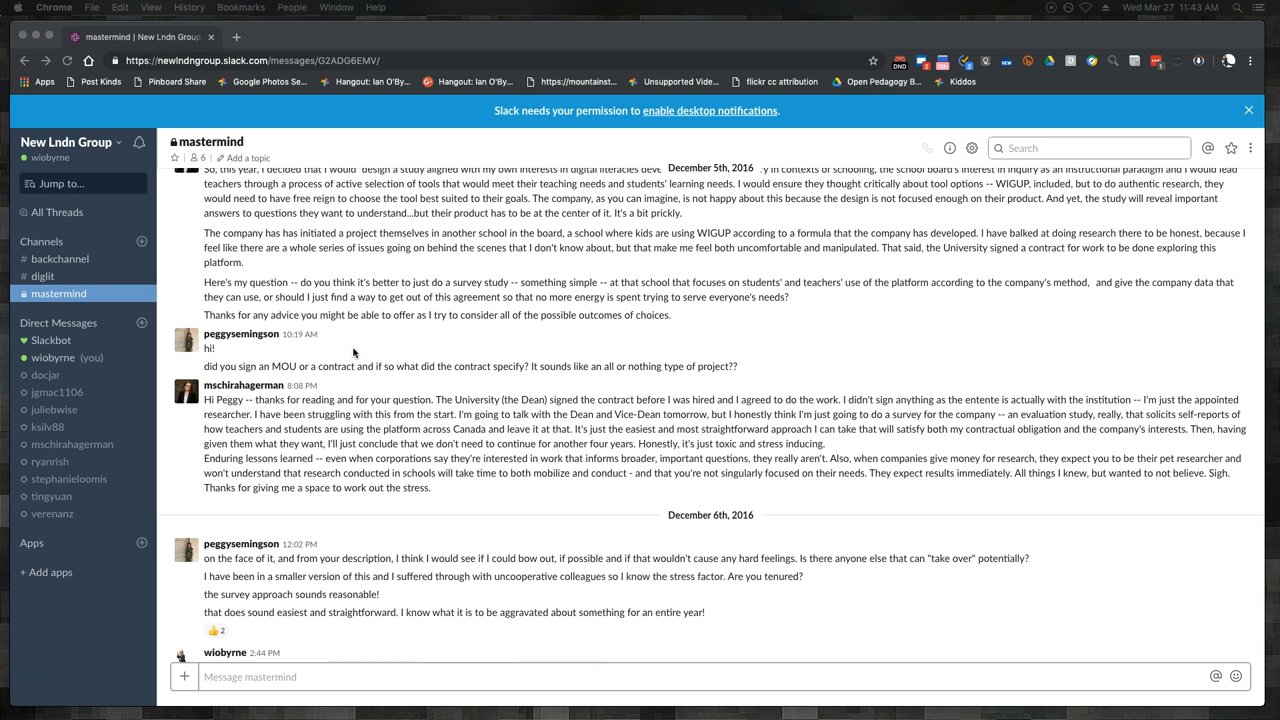 Chrome File Edit View History Bookmarks People Window Help Wed Mar 27 11:43 AM
mastermind | New Lndn Group
https://newlndngroup.slack.com/messages/G2ADG6EMV/
Apps Post Kinds Pinboard Share Google Photos Se... Hangout: Ian O'By... Hangout: Ian O'By... https://mountainst... Unsupported Vide... flickr cc attribution Open Pedagogy B... Kiddos
Slack needs your permission to enable desktop notifications.
New Lndn Group
wiobyrne
Jump to...
All Threads
Channels
# backchannel
# diglit
mastermind
Direct Messages
Slackbot
wiobyrne (you)
docjar
jgmac1106
juliebwise
ksilv88
mschirahagerman
ryanrish
stephanieloomis
tingyuan
verenanz
Apps
+ Add apps
mastermind
6 Add a topic
Search
December 5th, 2016
So, this year, I decided that I would design a study aligned with my own interests in digital literacies in contexts of schooling, the school board's interest in inquiry as an instructional paradigm and I would lead
teachers through a process of active selection of tools that would meet their teaching needs and students' learning needs. I would ensure they thought critically about tool options -- WIGUP, included, but to do authentic research, they
would need to have free reign to choose the tool best suited to their goals. The company, as you can imagine, is not happy about this because the design is not focused enough on their product. And yet, the study will reveal important
answers to questions they want to understand...but their product has to be at the center of it. It's a bit prickly.
The company has has initiated a project themselves in another school in the board, a school where kids are using WIGUP according to a formula that the company has developed. I have balked at doing research there to be honest, because I
feel like there are a whole series of issues going on behind the scenes that I don't know about, but that make me feel both uncomfortable and manipulated. That said, the University signed a contract for work to be done exploring this
platform.
Here's my question -- do you think it's better to just do a survey study -- something simple -- at that school that focuses on students' and teachers' use of the platform according to the company's method, and give the company data that
they can use, or should I just find a way to get out of this agreement so that no more energy is spent trying to serve everyone's needs?
Thanks for any advice you might be able to offer as I try to consider all of the possible outcomes of choices.
peggysemingson 10:19 AM
hi!
did you sign an MOU or a contract and if so what did the contract specify? It sounds like an all or nothing type of project??
mschirahagerman 8:08 PM
Hi Peggy -- thanks for reading and for your question. The University (the Dean) signed the contract before I was hired and I agreed to do the work. I didn't sign anything as the entente is actually with the institution -- I'm just the appointed
researcher. I have been struggling with this from the start. I'm going to talk with the Dean and Vice-Dean tomorrow, but I honestly think I'm just going to do a survey for the company -- an evaluation study, really, that solicits self-reports of
how teachers and students are using the platform across Canada and leave it at that. It's just the easiest and most straightforward approach I can take that will satisfy both my contractual obligation and the company's interests. Then, having
given them what they want, I'll just conclude that we don't need to continue for another four years. Honestly, it's just toxic and stress inducing.
Enduring lessons learned -- even when corporations say they're interested in work that informs broader, important questions, they really aren't. Also, when companies give money for research, they expect you to be their pet researcher and
won't understand that research conducted in schools will take time to both mobilize and conduct - and that you're not singularly focused on their needs. They expect results immediately. All things I knew, but wanted to not believe. Sigh.
Thanks for giving me a space to work out the stress.
December 6th, 2016
peggysemingson 12:02 PM
on the face of it, and from your description, I think I would see if I could bow out, if possible and if that wouldn't cause any hard feelings. Is there anyone else that can "take over" potentially?
I have been in a smaller version of this and I suffered through with uncooperative colleagues so I know the stress factor. Are you tenured?
the survey approach sounds reasonable!
that does sound easiest and straightforward. I know what it is to be aggravated about something for an entire year!
👍 2
wiobyrne 2:44 PM
Message mastermind